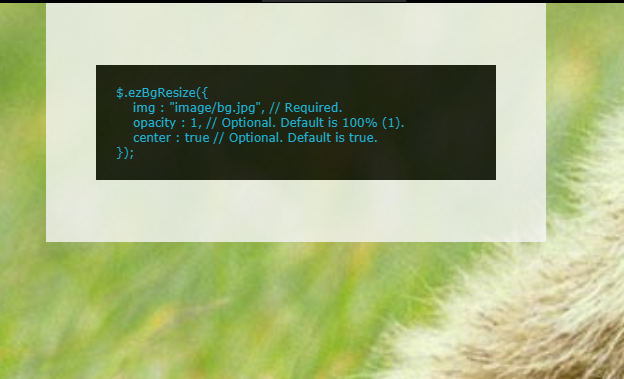 $.ezBgResize({
img : "image/bg.jpg", // Required.
opacity : 1, // Optional. Default is 100% (1).
center : true // Optional. Default is true.
});